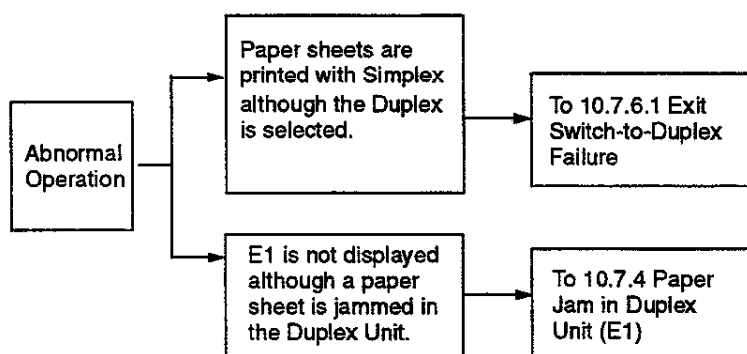 Abnormal
Operation
Paper sheets are
printed with Simplex
although the Duplex
is selected.
To 10.7.6.1 Exit
Switch-to-Duplex
Failure
E1 is not displayed
although a paper
sheet is jammed in
the Duplex Unit.
To 10.7.4 Paper
Jam in Duplex
Unit (E1)